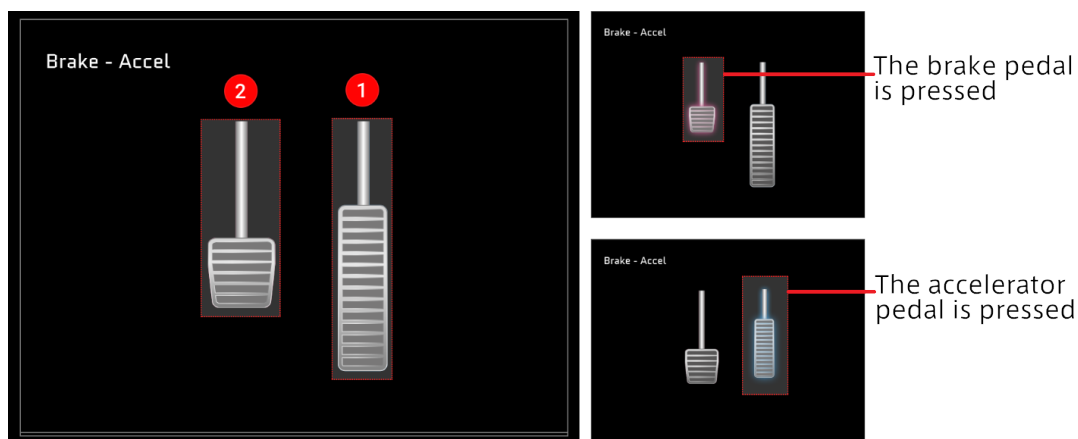 Brake - Accel
2
1
Brake - Accel
The brake pedal
is pressed
Brake - Accel
The accelerator
pedal is pressed